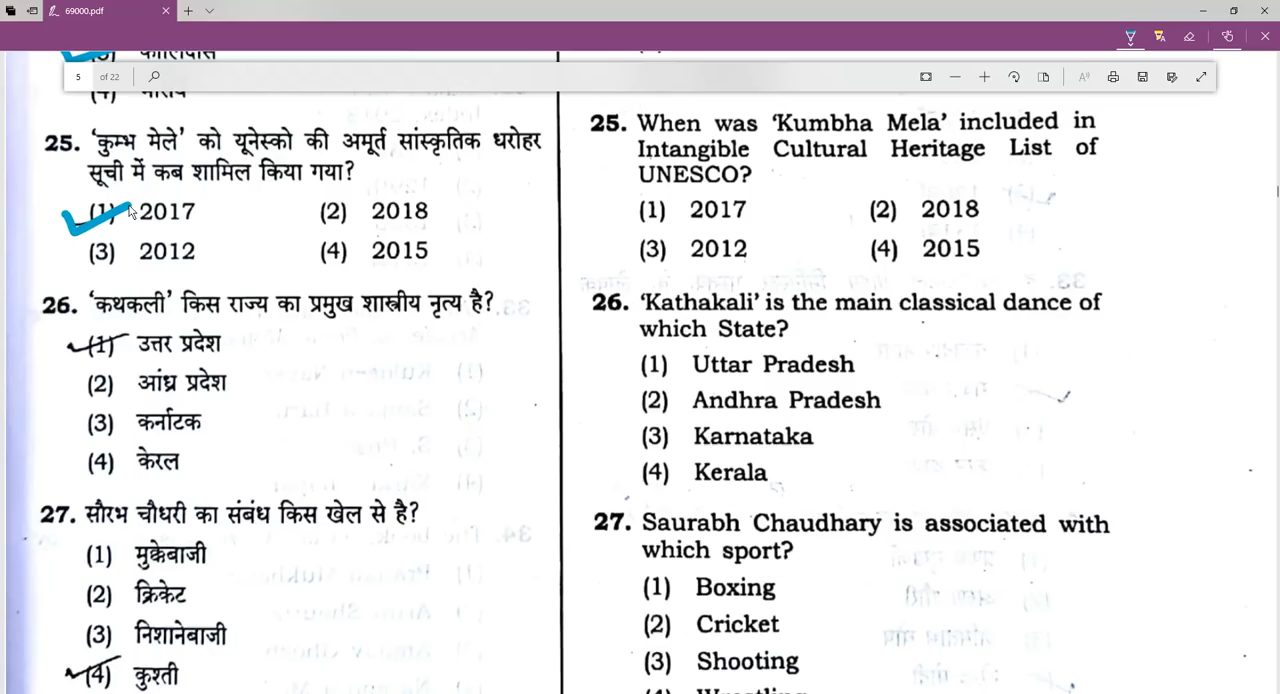 69000.pdf
5 of 22
(3) कालिदास
25. 'कुम्भ मेले' को यूनेस्को की अमूर्त सांस्कृतिक धरोहर
सूची में कब शामिल किया गया?
(1) 2017 (2) 2018
(3) 2012 (4) 2015
26. 'कथकली' किस राज्य का प्रमुख शास्त्रीय नृत्य है?
(1) उत्तर प्रदेश
(2) आंध्र प्रदेश
(3) कर्नाटक
(4) केरल
27. सौरभ चौधरी का संबंध किस खेल से है?
(1) मुक्केबाजी
(2) क्रिकेट
(3) निशानेबाजी
(4) कुश्ती
25. When was 'Kumbha Mela' included in
Intangible Cultural Heritage List of
UNESCO?
(1) 2017 (2) 2018
(3) 2012 (4) 2015
26. 'Kathakali' is the main classical dance of
which State?
(1) Uttar Pradesh
(2) Andhra Pradesh
(3) Karnataka
(4) Kerala
27. Saurabh Chaudhary is associated with
which sport?
(1) Boxing
(2) Cricket
(3) Shooting
(4) Wrestling